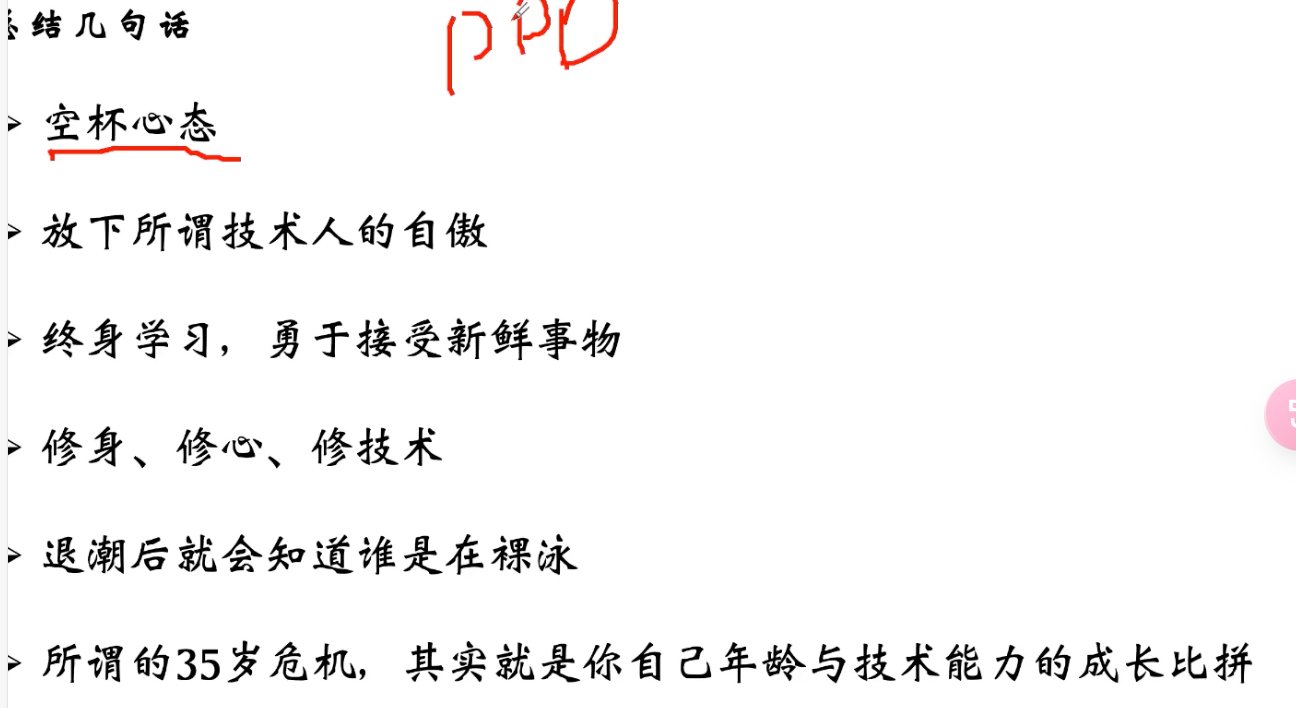 结几句话
PPD
➢ 空杯心态
➢ 放下所谓技术人的自傲
➢ 终身学习，勇于接受新鲜事物
➢ 修身、修心、修技术
➢ 退潮后就会知道谁是在裸泳
➢ 所谓的35岁危机，其实就是你自己年龄与技术能力的成长比拼